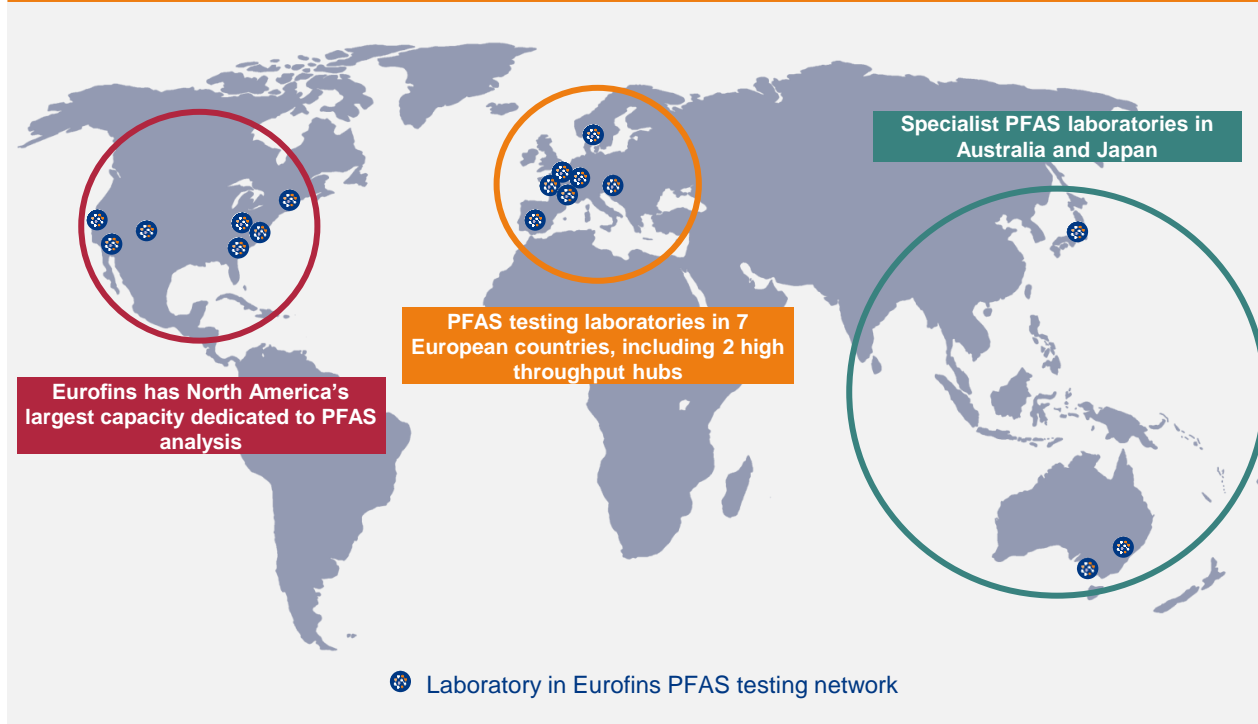 Specialist PFAS laboratories in
Australia and Japan
PFAS testing laboratories in 7
European countries, including 2 high
throughput hubs
Eurofins has North America’s
largest capacity dedicated to PFAS
analysis
Laboratory in Eurofins PFAS testing network